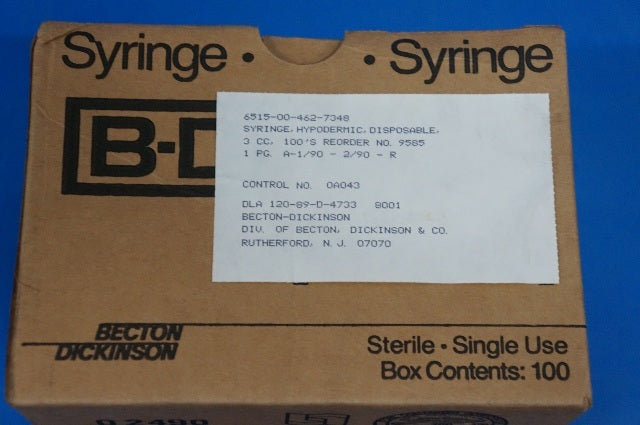 Syringe • • Syringe
B-D
6515-00-462-7348
SYRINGE, HYPODERMIC, DISPOSABLE,
3 CC, 100'S REORDER NO. 9585
1 PG. A-1/90 - 2/90 - R
CONTROL NO. 0A043
DLA 120-89-D-4733 8001
BECTON-DICKINSON
DIV. OF BECTON, DICKINSON & CO.
RUTHERFORD, N.J. 07070
BECTON
DICKINSON
Sterile • Single Use
Box Contents: 100